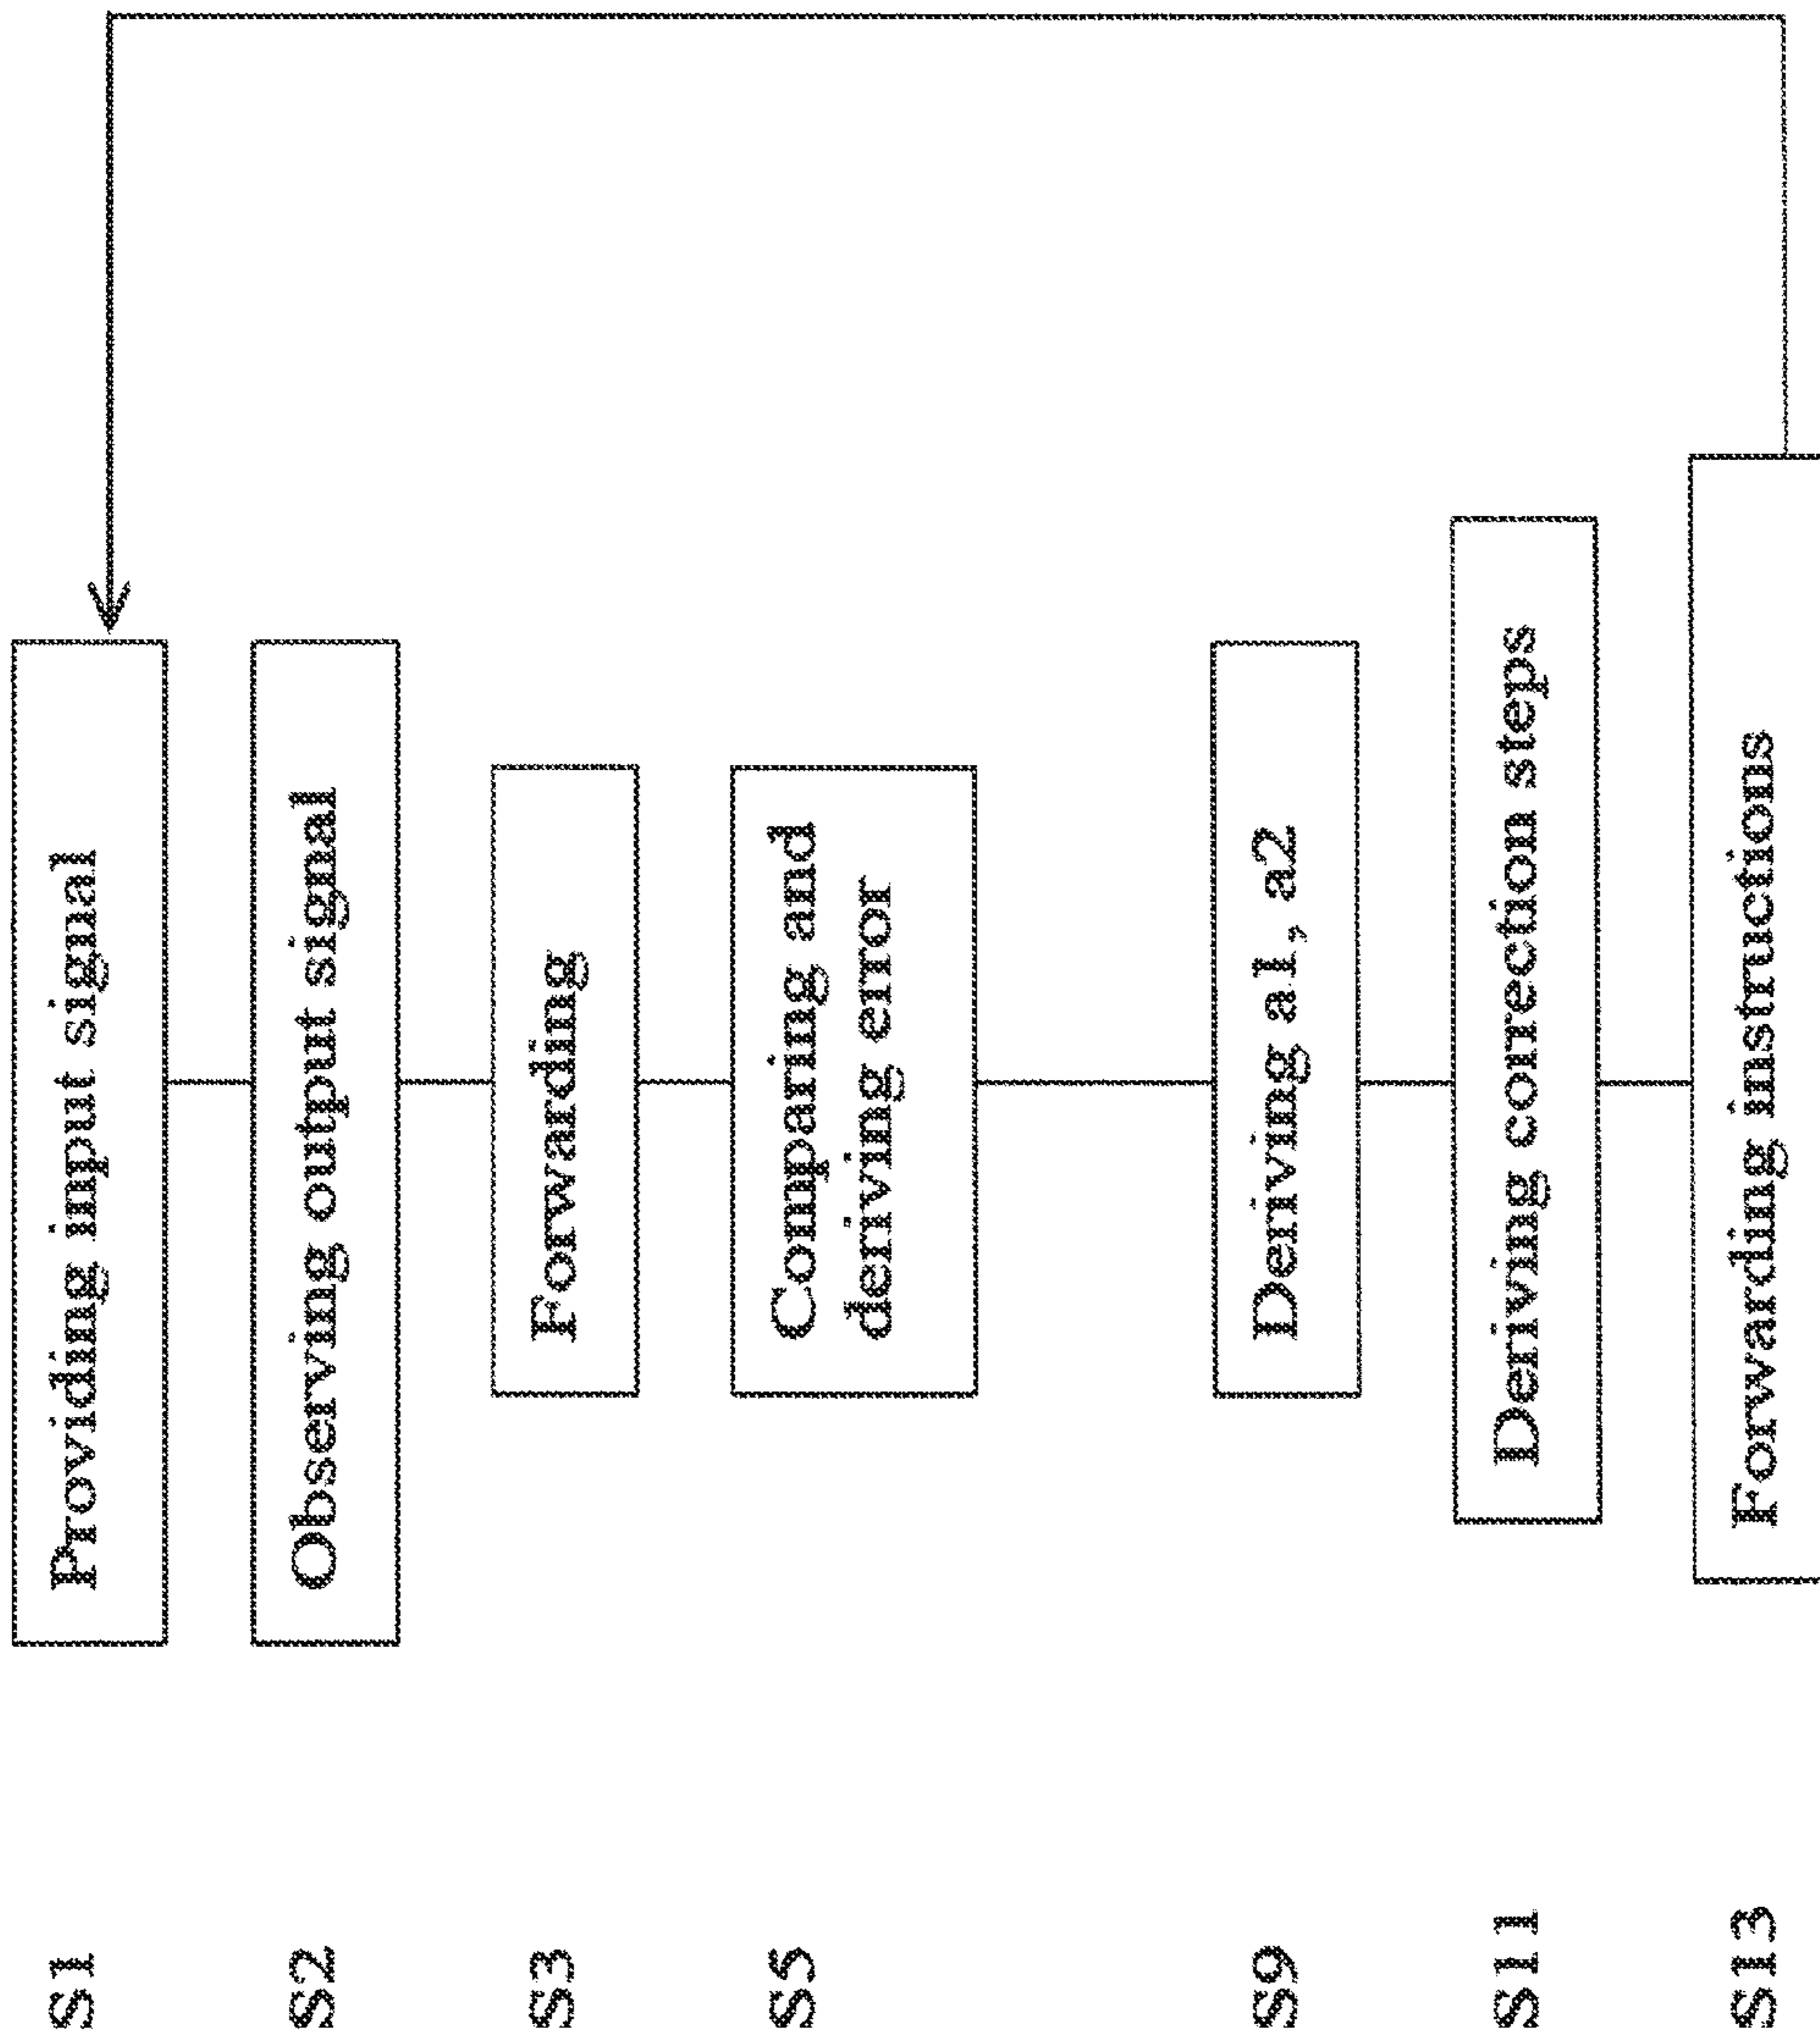 S1
Providing input signal
S2
Observing output signal
S3
Forwarding
S5
Comparing and
deriving error
S9
Deriving a1, a2
S11
Deriving correction steps
S13
Forwarding instructions